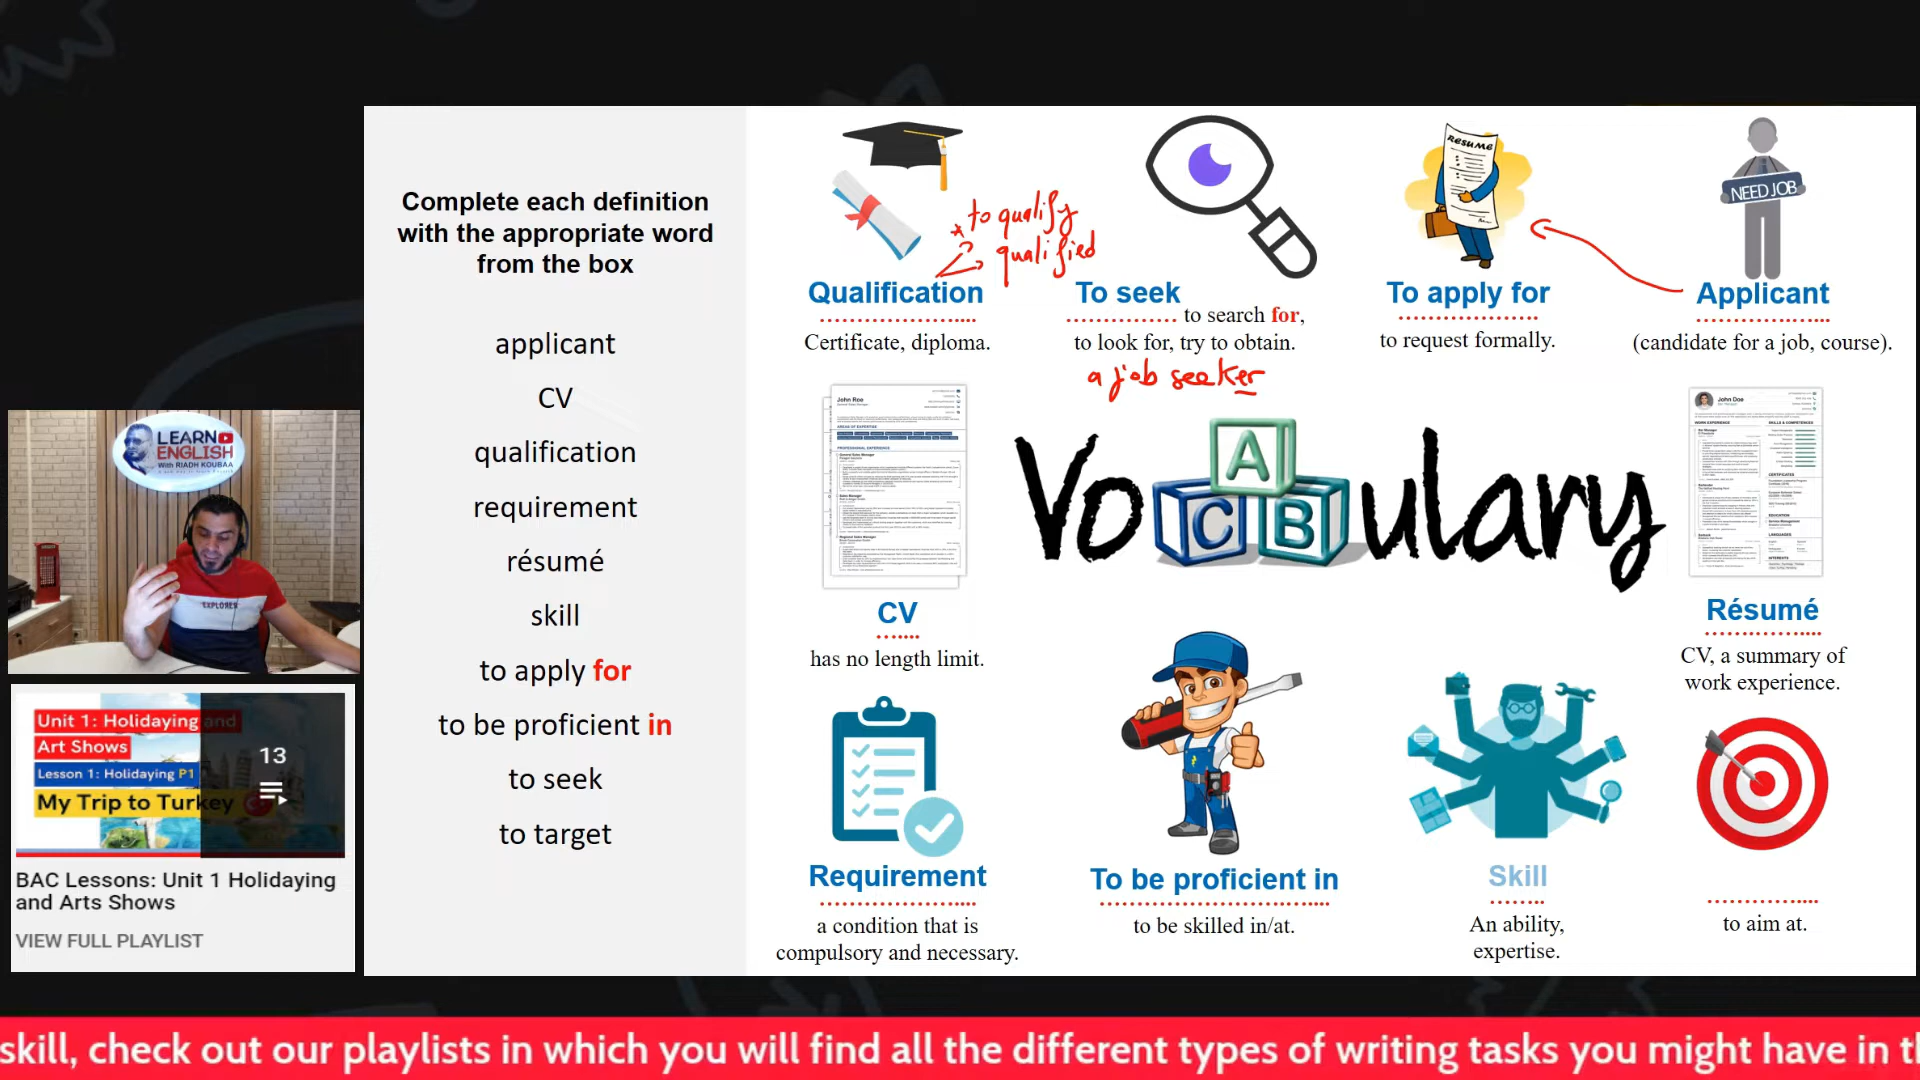 Complete each definition
with the appropriate word
from the box
applicant
CV
qualification
requirement
résumé
skill
to apply for
to be proficient in
to seek
to target
to qualify
qualified
Qualification
Certificate, diploma.
To seek
to search for,
to look for, try to obtain.
a job seeker
RESUME
To apply for
to request formally.
NEED JOB
Applicant
(candidate for a job, course).
John Roe
CV
has no length limit.
VocABulary
John Doe
Résumé
CV, a summary of
work experience.
Requirement
a condition that is
compulsory and necessary.
To be proficient in
to be skilled in/at.
Skill
An ability,
expertise.
to aim at.
LEARN
ENGLISH
With RIADH KOUBAA
EXPLORER
Unit 1: Holidaying and
Art Shows
Lesson 1: Holidaying P1
My Trip to Turkey
13
BAC Lessons: Unit 1 Holidaying
and Arts Shows
VIEW FULL PLAYLIST
skill, check out our playlists in which you will find all the different types of writing tasks you might have in